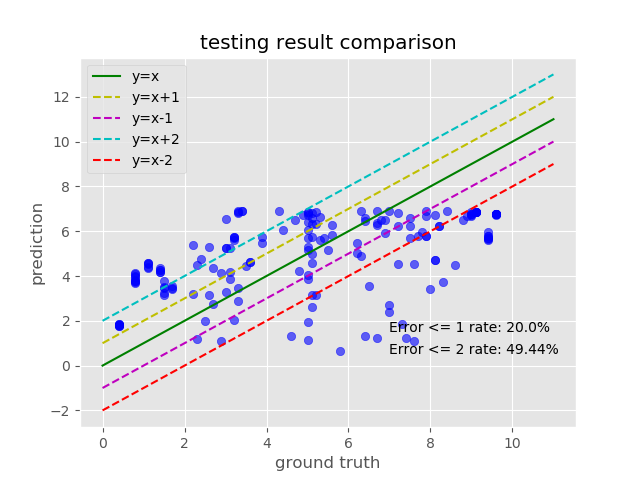 testing result comparison
y=x
y=x+1
y=x-1
y=x+2
y=x-2
12
10
8
6
4
2
0
−2
prediction
Error <= 1 rate: 20.0%
Error <= 2 rate: 49.44%
0 2 4 6 8 10
ground truth